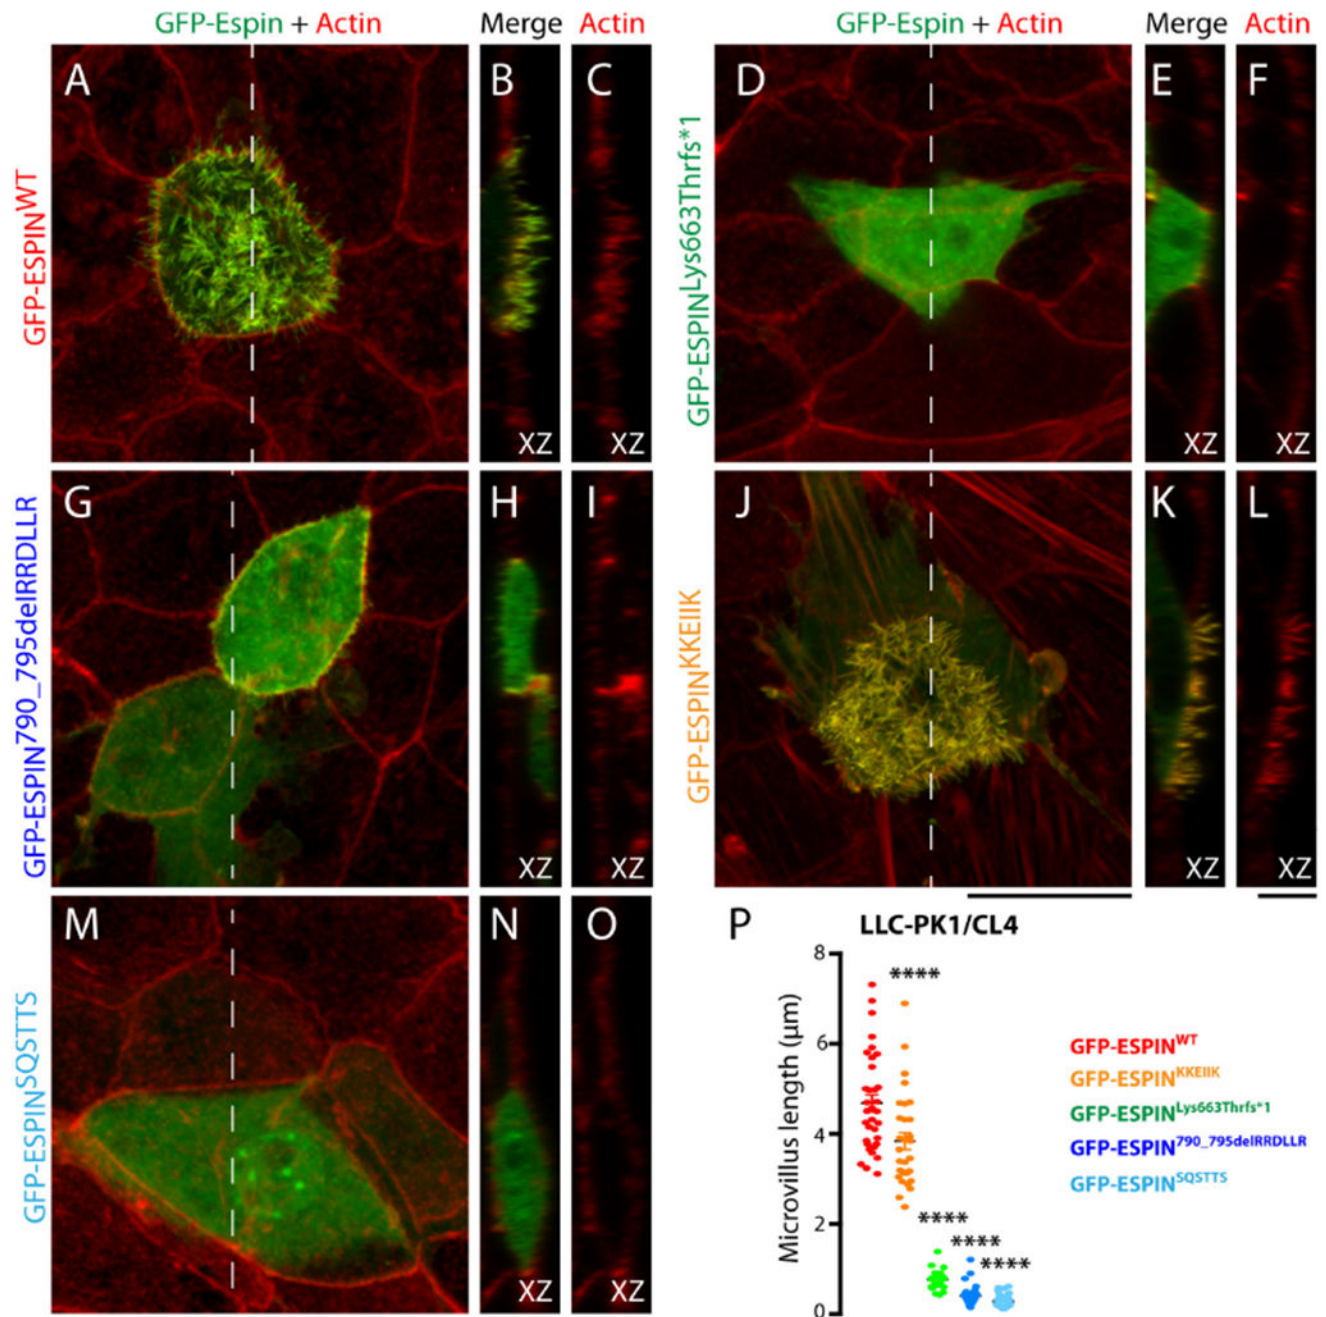 GFP-Espin + Actin Merge Actin GFP-Espin + Actin Merge Actin
GFP-ESPINWT
A B C
XZ XZ
GFP-ESPINLys663Thrfs*1
D E F
XZ XZ
GFP-ESPIN790_795delRRDLLR
G H I
XZ XZ
GFP-ESPINKKEIIK
J K L
XZ XZ
GFP-ESPINSQSTTS
M N O
XZ XZ
P LLC-PK1/CL4
Microvillus length (µm)
8
6
4
2
0
****
****
****
****
GFP-ESPINWT
GFP-ESPINKKEIIK
GFP-ESPINLys663Thrfs*1
GFP-ESPIN790_795delRRDLLR
GFP-ESPINSQSTTS